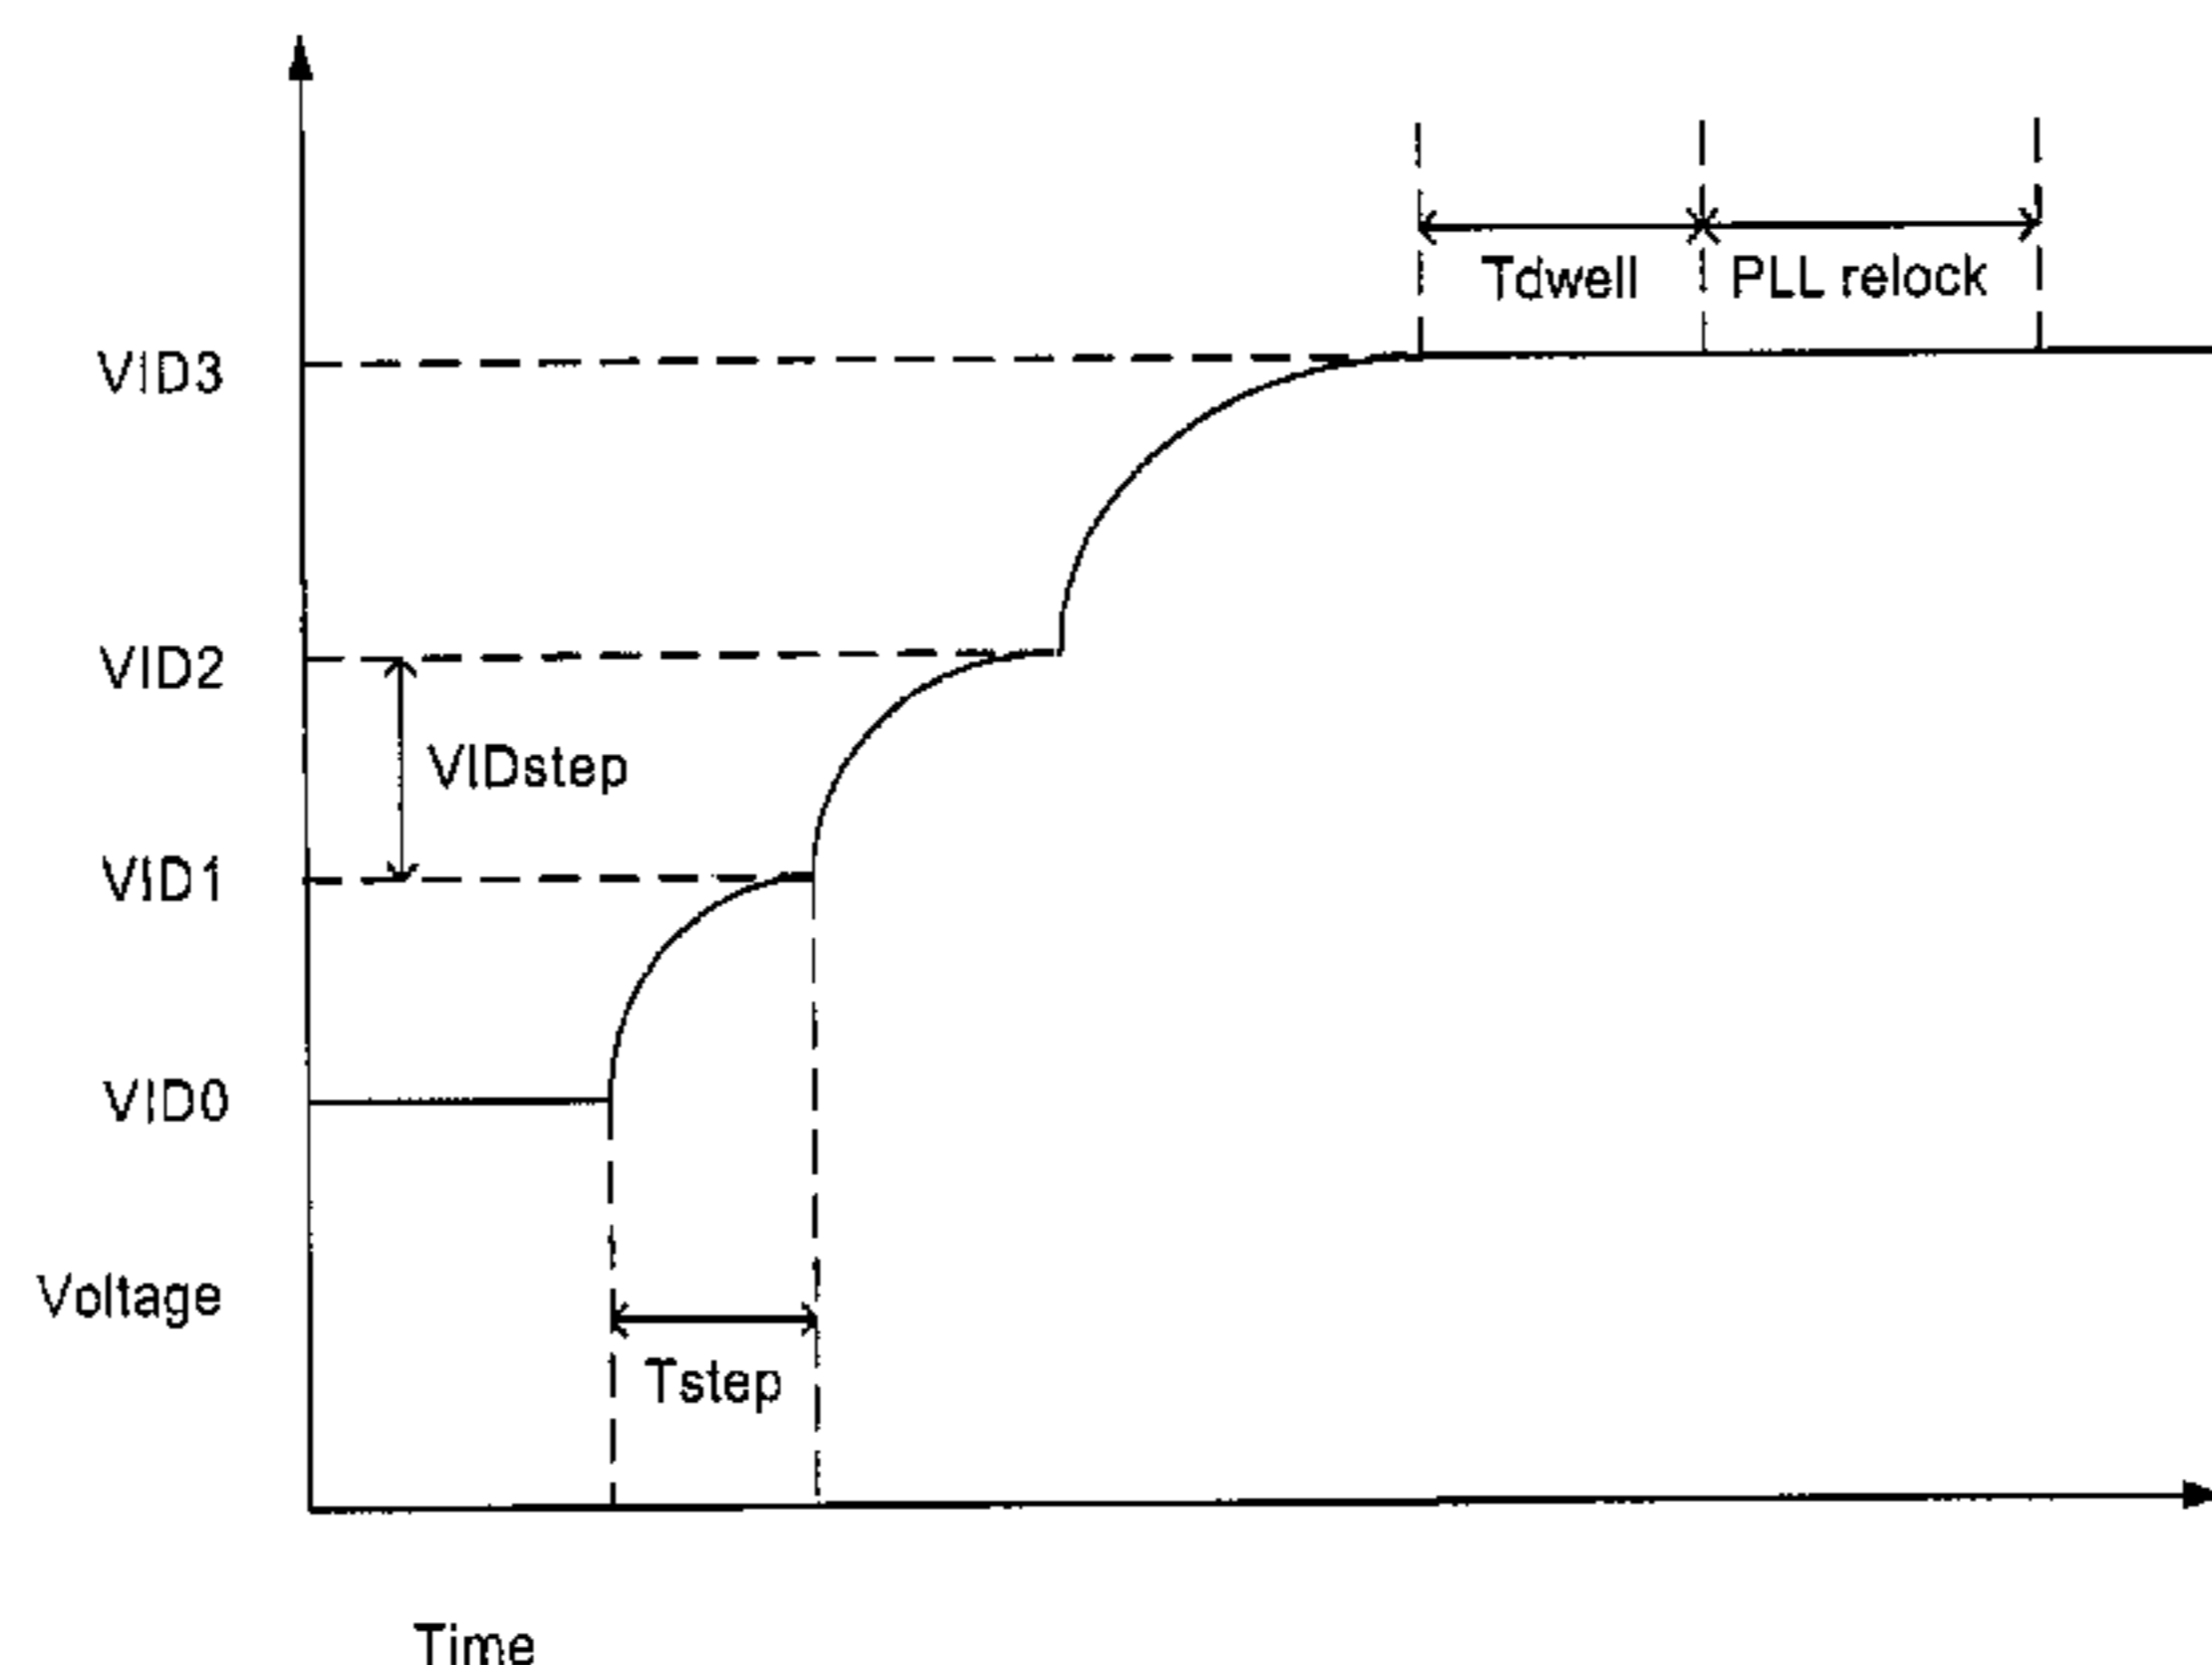 Tdwell
PLL relock
VID3
VID2
VIDstep
VID1
VID0
Voltage
Tstep
Time